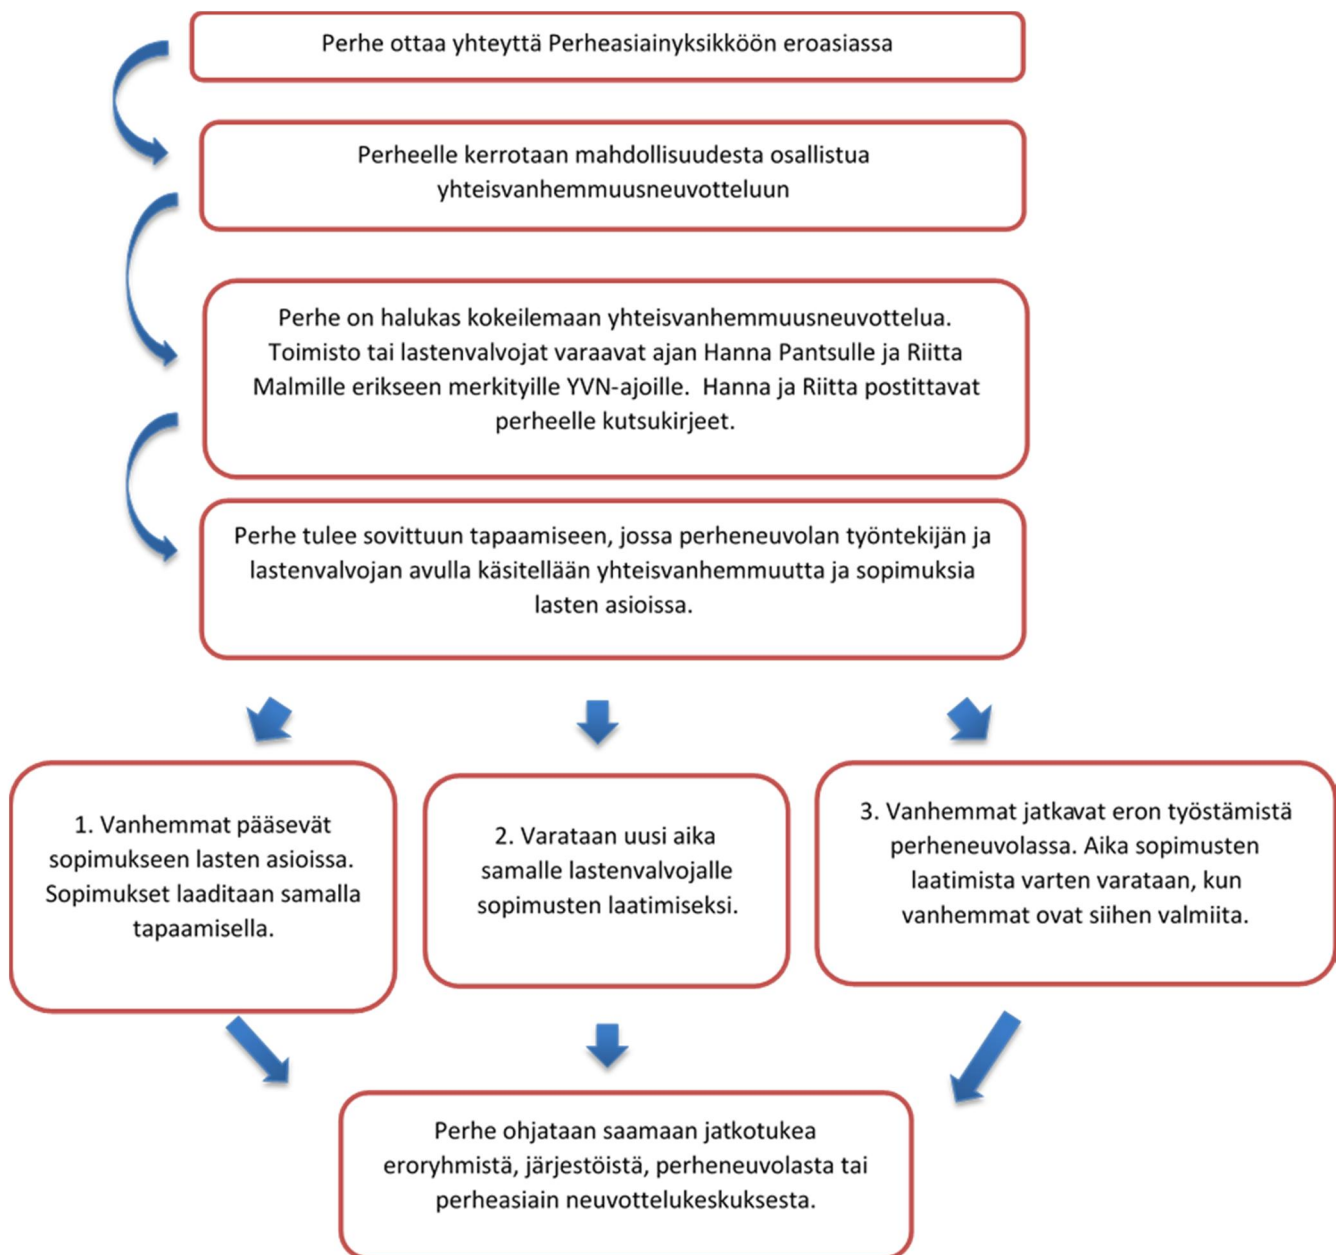 Perhe ottaa yhteyttä Perheasiainyksikköön eroasiassa
Perheelle kerrotaan mahdollisuudesta osallistua
yhteisvanhemmuusneuvotteluun
Perhe on halukas kokeilemaan yhteisvanhemmuusneuvottelua.
Toimisto tai lastenvalvojat varaavat ajan Hanna Pantsulle ja Riitta
Malmille erikseen merkityille YVN-ajoille.  Hanna ja Riitta postittavat
perheelle kutsukirjeet.
Perhe tulee sovittuun tapaamiseen, jossa perheneuvolan työntekijän ja
lastenvalvojan avulla käsitellään yhteisvanhemmuutta ja sopimuksia
lasten asioissa.
1. Vanhemmat pääsevät
sopimukseen lasten asioissa.
Sopimukset laaditaan samalla
tapaamisella.
2. Varataan uusi aika
samalle lastenvalvojalle
sopimusten laatimiseksi.
3. Vanhemmat jatkavat eron työstämistä
perheneuvolassa. Aika sopimusten
laatimista varten varataan, kun
vanhemmat ovat siihen valmiita.
Perhe ohjataan saamaan jatkotukea
eroryhmistä, järjestöistä, perheneuvolasta tai
perheasiain neuvottelukeskuksesta.